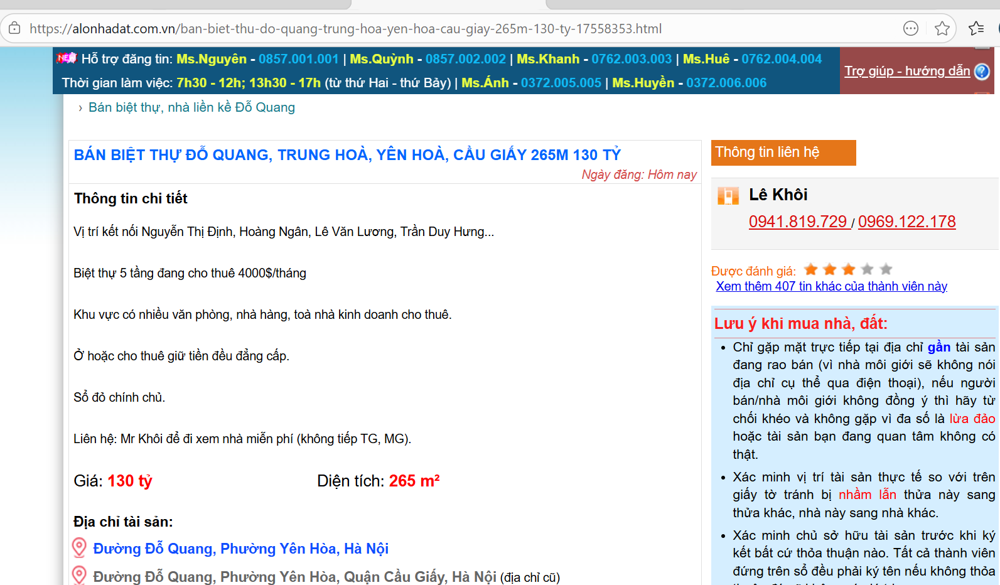 https://alonhadat.com.vn/ban-biet-thu-do-quang-trung-hoa-yen-hoa-cau-giay-265m-130-ty-17558353.html
NEW Hỗ trợ đăng tin: Ms.Nguyên - 0857.001.001 | Ms.Quỳnh - 0857.002.002 | Ms.Khanh - 0762.003.003 | Ms.Huê - 0762.004.004
Thời gian làm việc: 7h30 - 12h; 13h30 - 17h (từ thứ Hai - thứ Bảy) | Ms.Ánh - 0372.005.005 | Ms.Huyền - 0372.006.006
Trợ giúp - hướng dẫn
› Bán biệt thự, nhà liền kề Đỗ Quang
BÁN BIỆT THỰ ĐỖ QUANG, TRUNG HOÀ, YÊN HOÀ, CẦU GIẤY 265M 130 TỶ
Ngày đăng: Hôm nay
Thông tin chi tiết
Vị trí kết nối Nguyễn Thị Định, Hoàng Ngân, Lê Văn Lương, Trần Duy Hưng...
Biệt thự 5 tầng đang cho thuê 4000$/tháng
Khu vực có nhiều văn phòng, nhà hàng, toà nhà kinh doanh cho thuê.
Ở hoặc cho thuê giữ tiền đều đẳng cấp.
Sổ đỏ chính chủ.
Liên hệ: Mr Khôi để đi xem nhà miễn phí (không tiếp TG, MG).
Giá: 130 tỷ
Diện tích: 265 m²
Địa chỉ tài sản:
Đường Đỗ Quang, Phường Yên Hòa, Hà Nội
Đường Đỗ Quang, Phường Yên Hòa, Quận Cầu Giấy, Hà Nội (địa chỉ cũ)
Thông tin liên hệ
Lê Khôi
0941.819.729 / 0969.122.178
Được đánh giá:
Xem thêm 407 tin khác của thành viên này
Lưu ý khi mua nhà, đất:
• Chỉ gặp mặt trực tiếp tại địa chỉ gần tài sản
đang rao bán (vì nhà môi giới sẽ không nói
địa chỉ cụ thể qua điện thoại), nếu người
bán/nhà môi giới không đồng ý thì hãy từ
chối khéo và không gặp vì đa số là lừa đảo
hoặc tài sản bạn đang quan tâm không có
thật.
• Xác minh vị trí tài sản thực tế so với trên
giấy tờ tránh bị nhầm lẫn thửa này sang
thửa khác, nhà này sang nhà khác.
• Xác minh chủ sở hữu tài sản trước khi ký
kết bất cứ thỏa thuận nào. Tất cả thành viên
đứng trên sổ đều phải ký tên nếu không thỏa